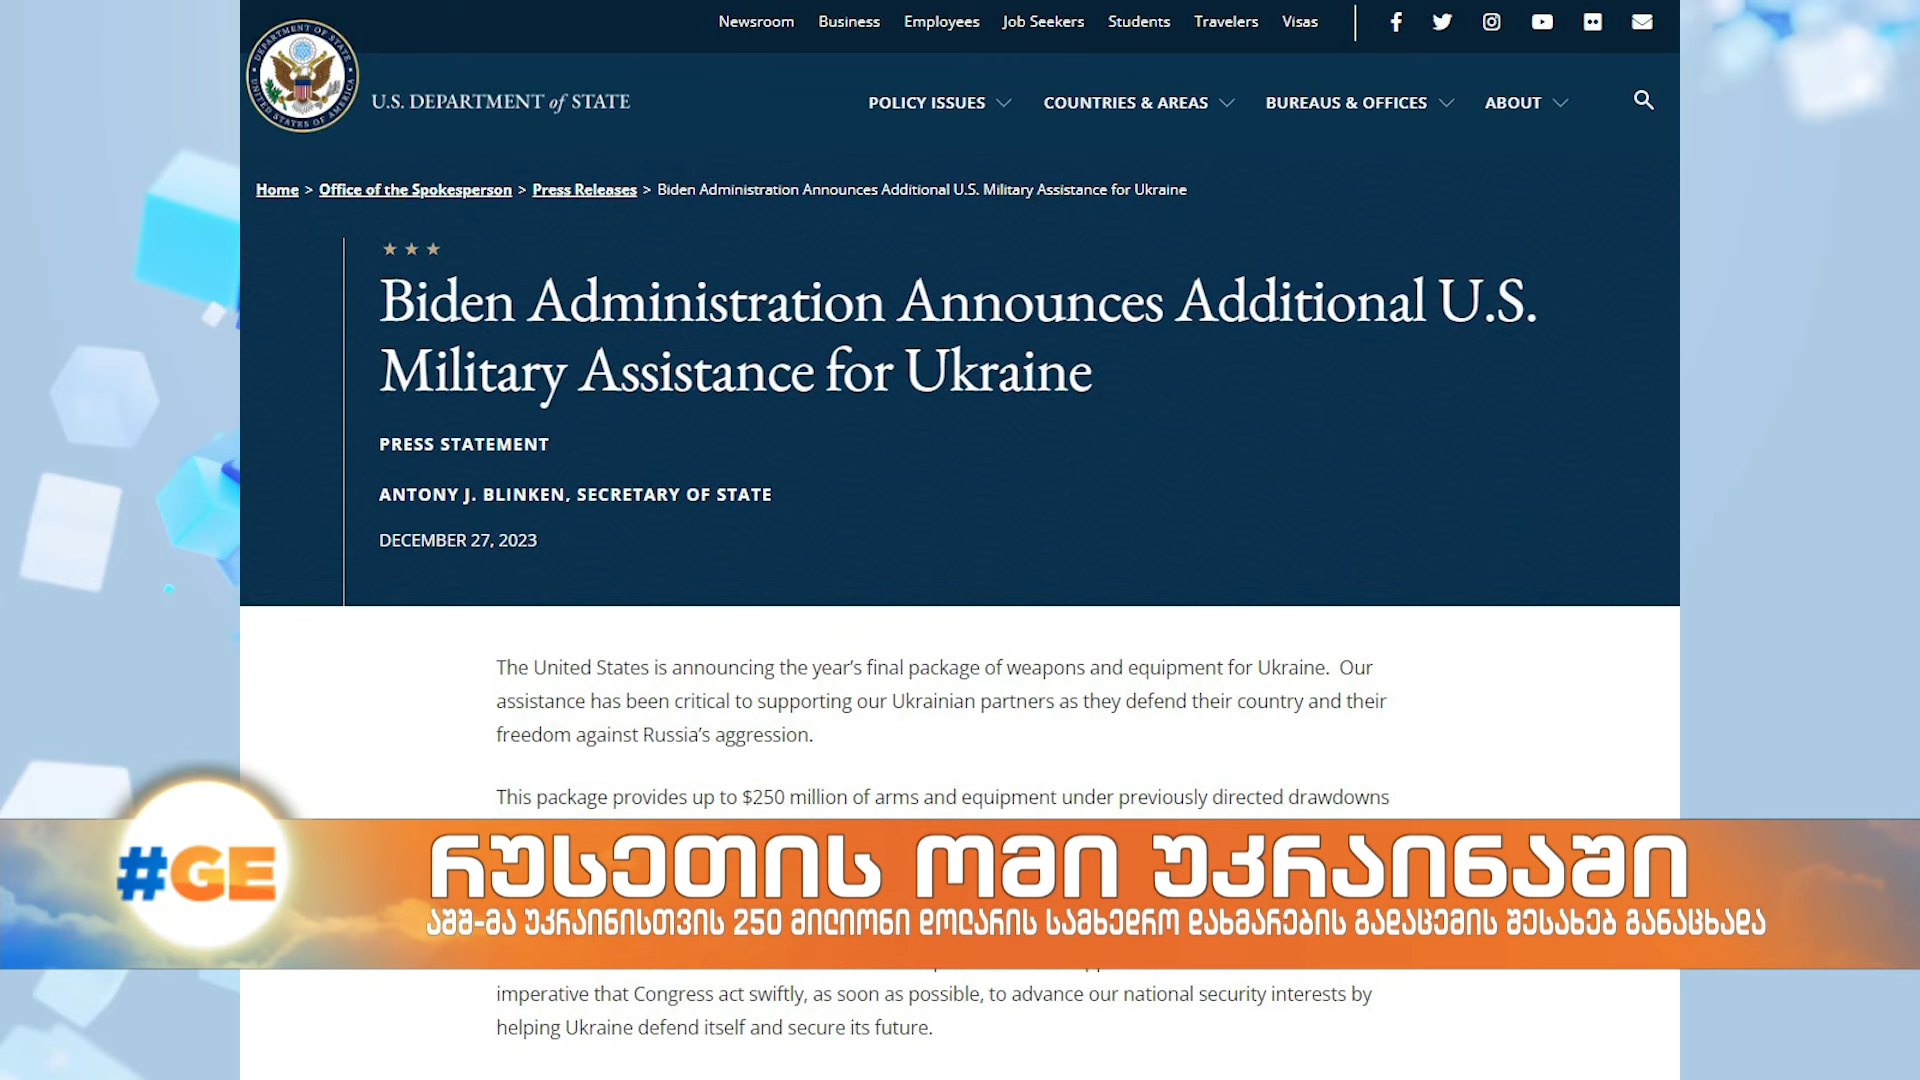 Newsroom Business Employees Job Seekers Students Travelers Visas
DEPARTMENT OF STATE
UNITED STATES OF AMERICA
U.S. DEPARTMENT of STATE
POLICY ISSUES COUNTRIES & AREAS BUREAUS & OFFICES ABOUT
Home > Office of the Spokesperson > Press Releases > Biden Administration Announces Additional U.S. Military Assistance for Ukraine
Biden Administration Announces Additional U.S.
Military Assistance for Ukraine
PRESS STATEMENT
ANTONY J. BLINKEN, SECRETARY OF STATE
DECEMBER 27, 2023
The United States is announcing the year’s final package of weapons and equipment for Ukraine.  Our
assistance has been critical to supporting our Ukrainian partners as they defend their country and their
freedom against Russia’s aggression.
This package provides up to $250 million of arms and equipment under previously directed drawdowns
#GE
რუსეთის ომი უკრაინაში
აშშ-მა უკრაინისთვის 250 მილიონი დოლარის სამხედრო დახმარების გადაცემის შესახებ განაცხადა
imperative that Congress act swiftly, as soon as possible, to advance our national security interests by
helping Ukraine defend itself and secure its future.